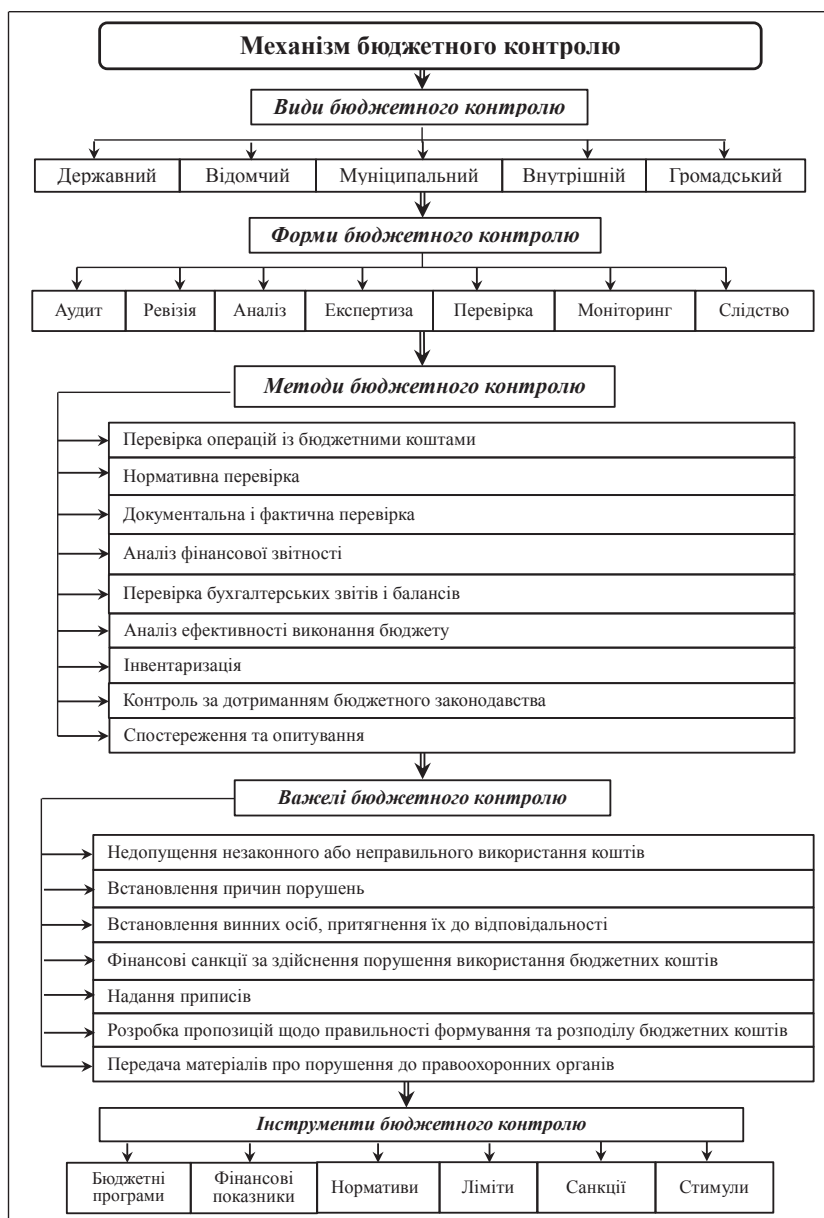 Механізм бюджетного контролю
Види бюджетного контролю
Державний Відомчий Муніципальний Внутрішній Громадський
Форми бюджетного контролю
Аудит Ревізія Аналіз Експертиза Перевірка Моніторинг Слідство
Методи бюджетного контролю
Перевірка операцій із бюджетними коштами
Нормативна перевірка
Документальна і фактична перевірка
Аналіз фінансової звітності
Перевірка бухгалтерських звітів і балансів
Аналіз ефективності виконання бюджету
Інвентаризація
Контроль за дотриманням бюджетного законодавства
Спостереження та опитування
Важелі бюджетного контролю
Недопущення незаконного або неправильного використання коштів
Встановлення причин порушень
Встановлення винних осіб, притягнення їх до відповідальності
Фінансові санкції за здійснення порушення використання бюджетних коштів
Надання приписів
Розробка пропозицій щодо правильності формування та розподілу бюджетних коштів
Передача матеріалів про порушення до правоохоронних органів
Інструменти бюджетного контролю
Бюджетні програми
Фінансові показники
Нормативи
Ліміти
Санкції
Стимули